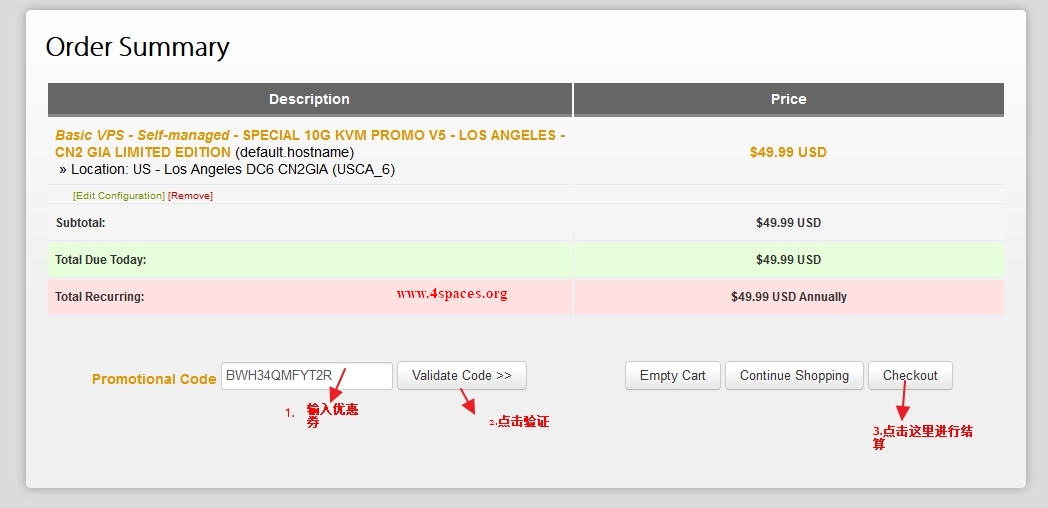 Order Summary
Description
Price
Basic VPS - Self-managed - SPECIAL 10G KVM PROMO V5 - LOS ANGELES -
CN2 GIA LIMITED EDITION (default.hostname)
$49.99 USD
» Location: US - Los Angeles DC6 CN2GIA (USCA_6)
[Edit Configuration] [Remove]
Subtotal:
$49.99 USD
Total Due Today:
$49.99 USD
Total Recurring:
www.4spaces.org
$49.99 USD Annually
Promotional Code
BWH34QMFYT2R
Validate Code >>
Empty Cart
Continue Shopping
Checkout
1. 输入优惠
券
2.点击验证
3.点击这里进行结
算